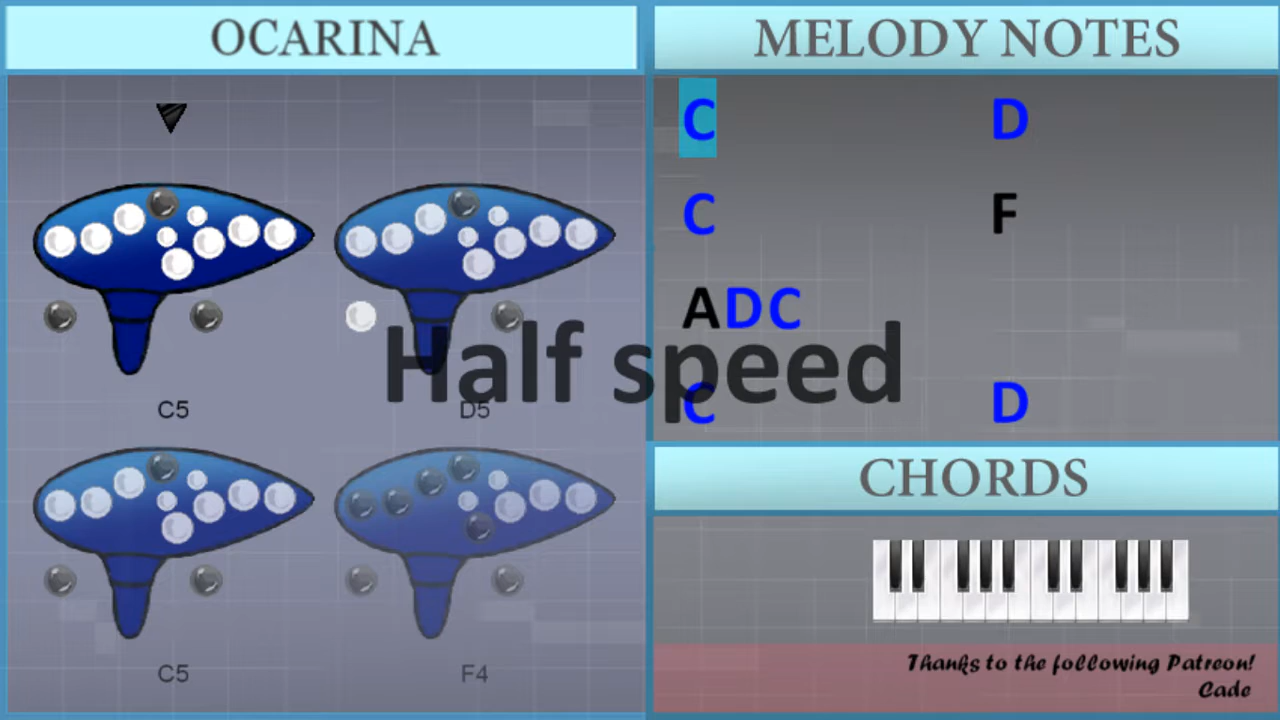 OCARINA
MELODY NOTES
C D
C F
ADC
Half speed
C D
C5 D5
CHORDS
C5 F4
Thanks to the following Patreon!
Cade